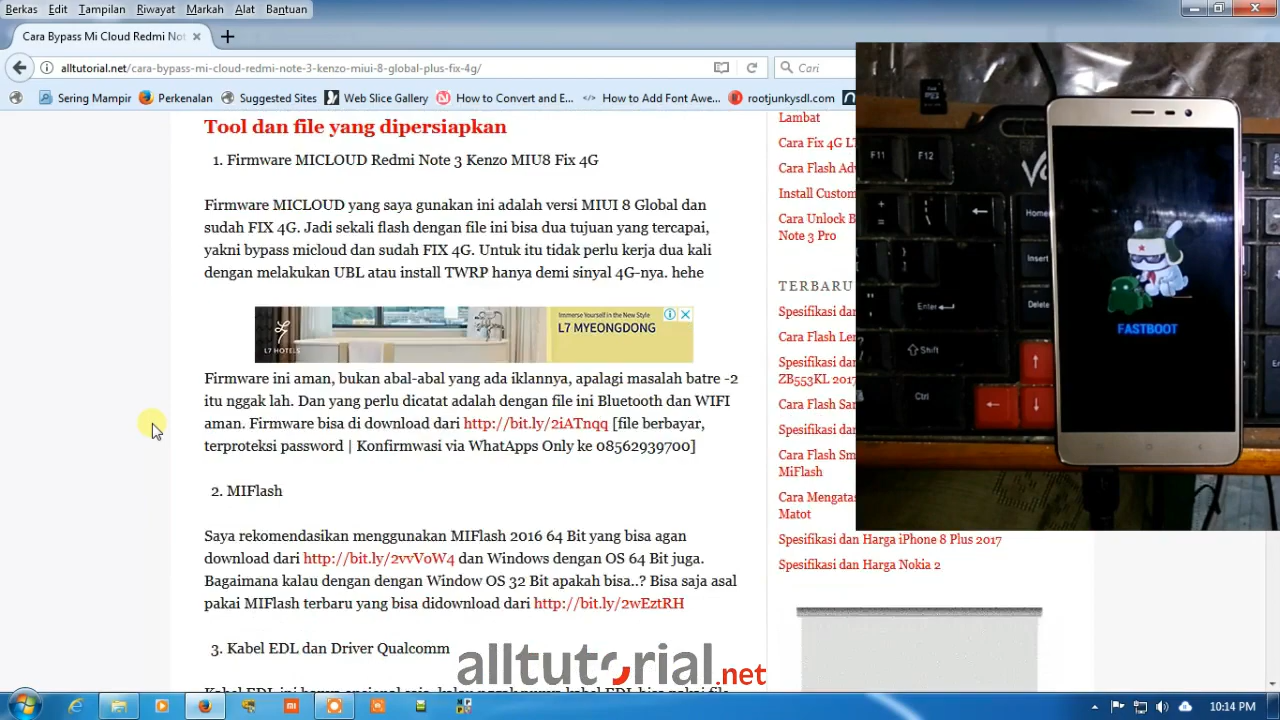 Berkas Edit Tampilan Riwayat Markah Alat Bantuan
Cara Bypass Mi Cloud Redmi Not
alltutorial.net/cara-bypass-mi-cloud-redmi-note-3-kenzo-miui-8-global-plus-fix-4g/
Cari
Sering Mampir Perkenalan Suggested Sites Web Slice Gallery How to Convert and E... How to Add Font Awe... rootjunkysdl.com
Tool dan file yang dipersiapkan
1. Firmware MICLOUD Redmi Note 3 Kenzo MIU8 Fix 4G
Firmware MICLOUD yang saya gunakan ini adalah versi MIUI 8 Global dan
sudah FIX 4G. Jadi sekali flash dengan file ini bisa dua tujuan yang tercapai,
yakni bypass micloud dan sudah FIX 4G. Untuk itu tidak perlu kerja dua kali
dengan melakukan UBL atau install TWRP hanya demi sinyal 4G-nya. hehe
L7 HOTELS
Immerse Yourself in the New Style
L7 MYEONGDONG
Firmware ini aman, bukan abal-abal yang ada iklannya, apalagi masalah batre -2
itu nggak lah. Dan yang perlu dicatat adalah dengan file ini Bluetooth dan WIFI
aman. Firmware bisa di download dari http://bit.ly/2iATnqq [file berbayar,
terproteksi password | Konfirmwasi via WhatApps Only ke 08562939700]
2. MIFlash
Saya rekomendasikan menggunakan MIFlash 2016 64 Bit yang bisa agan
download dari http://bit.ly/2vvVoW4 dan Windows dengan OS 64 Bit juga.
Bagaimana kalau dengan dengan Window OS 32 Bit apakah bisa..? Bisa saja asal
pakai MIFlash terbaru yang bisa didownload dari http://bit.ly/2wEztRH
3. Kabel EDL dan Driver Qualcomm
Lambat
Cara Fix 4G L
Cara Flash Adv
Install Custom
Cara Unlock B
Note 3 Pro
TERBARU
Spesifikasi dan
Cara Flash Len
Spesifikasi dan
ZB553KL 2017
Cara Flash San
Spesifikasi dan
Cara Flash Sm
MiFlash
Cara Mengatas
Matot
Spesifikasi dan Harga iPhone 8 Plus 2017
Spesifikasi dan Harga Nokia 2
F11 F12
Home
Insert
Delete
Enter
Shift
Ctrl
FASTBOOT
alltutorial.net
10:14 PM